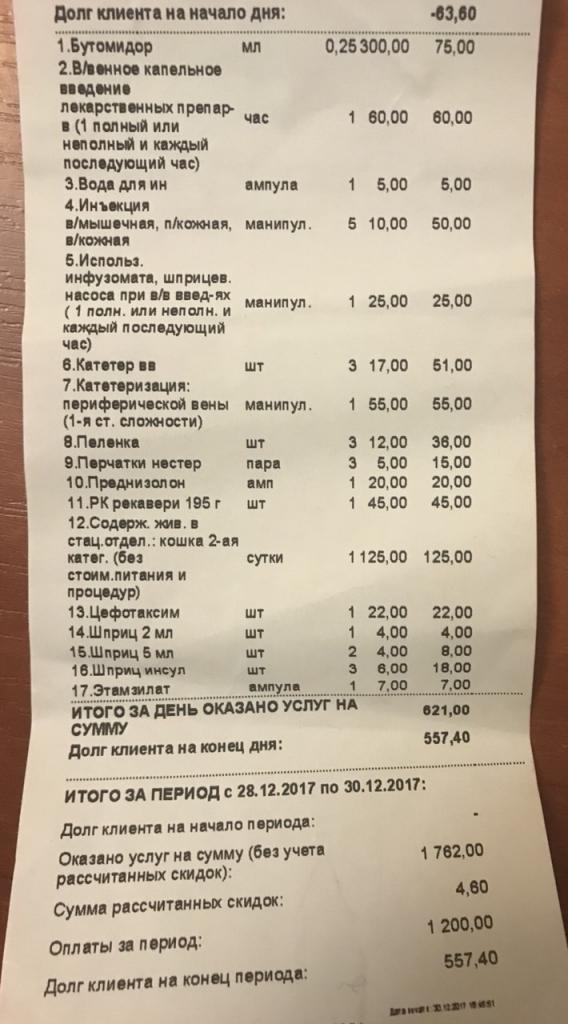 Долг клиента на начало дня: -63,60
1.Бутомидор мл 0,25 300,00 75,00
2.В/венное капельное
введение
лекарственных препар-
в (1 полный или час 1 60,00 60,00
неполный и каждый
последующий час)
3.Вода для ин ампула 1 5,00 5,00
4.Инъекция
в/мышечная, п/кожная, манипул. 5 10,00 50,00
в/кожная
5.Использ.
инфузомата, шприцев.
насоса при в/в введ-ях манипул. 1 25,00 25,00
( 1 полн. или неполн. и
каждый последующий
час)
6.Катетер вв шт 3 17,00 51,00
7.Катетеризация:
периферической вены манипул. 1 55,00 55,00
(1-я ст. сложности)
8.Пеленка шт 3 12,00 36,00
9.Перчатки нестер пара 3 5,00 15,00
10.Преднизолон амп 1 20,00 20,00
11.РК рекавери 195 г шт 1 45,00 45,00
12.Содерж. жив. в
стац.отдел.: кошка 2-ая
катег. (без сутки 1 125,00 125,00
стоим.питания и
процедур)
13.Цефотаксим шт 1 22,00 22,00
14.Шприц 2 мл шт 1 4,00 4,00
15.Шприц 5 мл шт 2 4,00 8,00
16.Шприц инсул шт 3 6,00 18,00
17.Этамзилат ампула 1 7,00 7,00
ИТОГО ЗА ДЕНЬ ОКАЗАНО УСЛУГ НА 621,00
СУММУ
Долг клиента на конец дня: 557,40
ИТОГО ЗА ПЕРИОД с 28.12.2017 по 30.12.2017:
Долг клиента на начало периода: -
Оказано услуг на сумму (без учета 1 762,00
рассчитанных скидок):
Сумма рассчитанных скидок: 4,60
Оплаты за период: 1 200,00
Долг клиента на конец периода: 557,40
30.12.2017